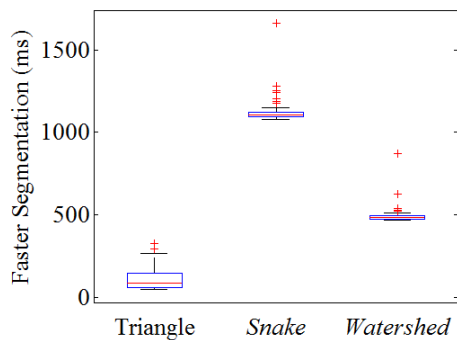 Faster Segmentation (ms)
1500
1000
500
0
Triangle
Snake
Watershed